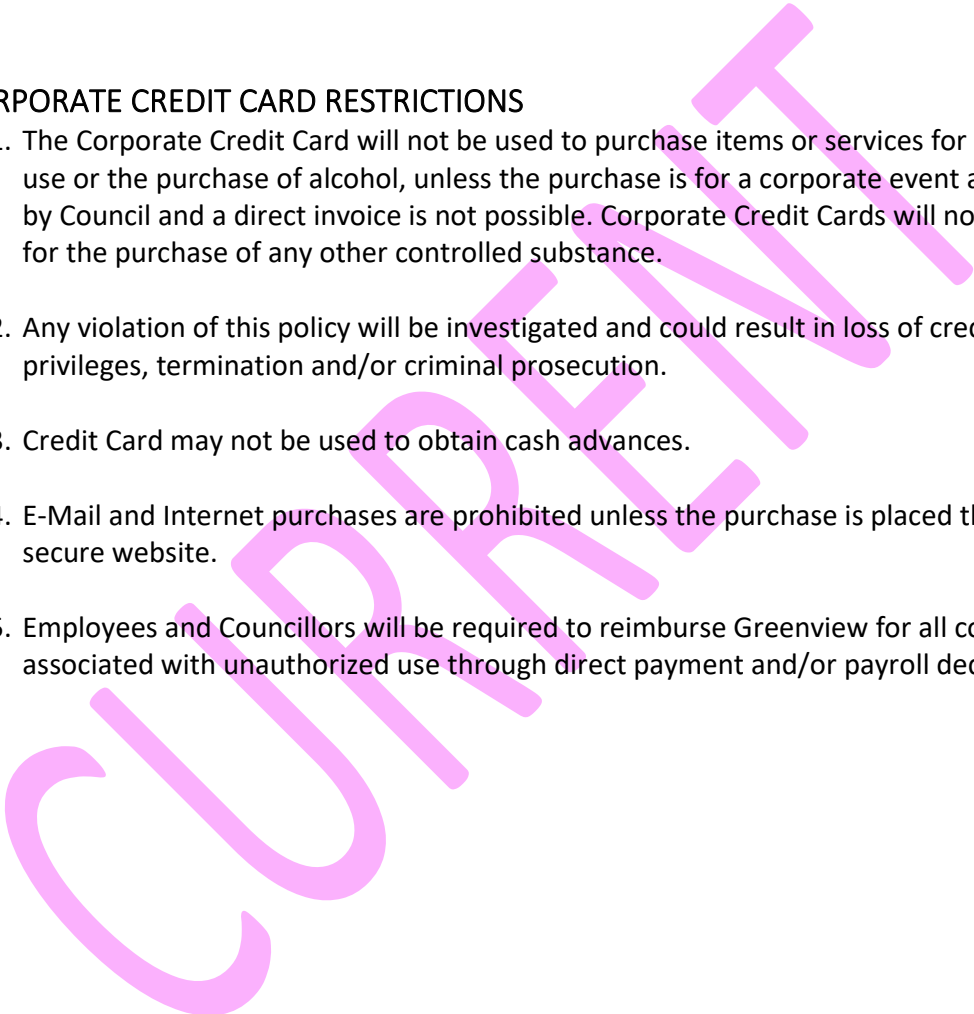 RPORATE CREDIT CARD RESTRICTIONS
. The Corporate Credit Card will not be used to purchase items or services for
use or the purchase of alcohol, unless the purchase is for a corporate event a
by Council and a direct invoice is not possible. Corporate Credit Cards will no
for the purchase of any other controlled substance.
. Any violation of this policy will be investigated and could result in loss of cred
privileges, termination and/or criminal prosecution.
. Credit Card may not be used to obtain cash advances.
. E-Mail and Internet purchases are prohibited unless the purchase is placed th
secure website.
. Employees and Councillors will be required to reimburse Greenview for all co
associated with unauthorized use through direct payment and/or payroll ded
CURRENT